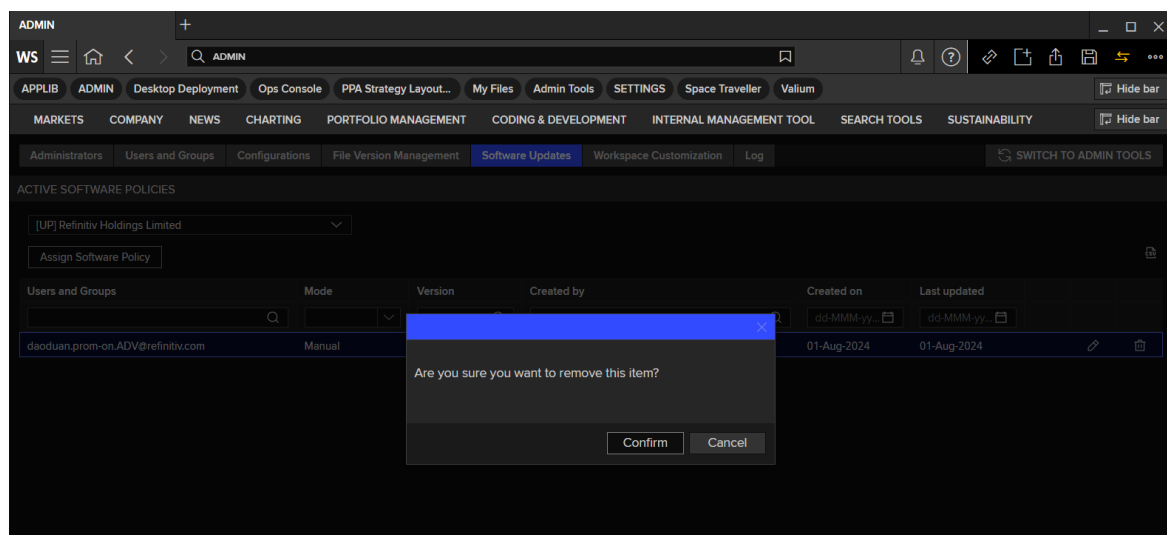 ADMIN
WS ADMIN
APPLIB ADMIN Desktop Deployment Ops Console PPA Strategy Layout... My Files Admin Tools SETTINGS Space Traveller Valium Hide bar
MARKETS COMPANY NEWS CHARTING PORTFOLIO MANAGEMENT CODING & DEVELOPMENT INTERNAL MANAGEMENT TOOL SEARCH TOOLS SUSTAINABILITY Hide bar
Administrators Users and Groups Configurations File Version Management Software Updates Workspace Customization Log SWITCH TO ADMIN TOOLS
ACTIVE SOFTWARE POLICIES
[UP] Refinitiv Holdings Limited
Assign Software Policy
Users and Groups Mode Version Created by Created on Last updated
dd-MMM-yy... dd-MMM-yy...
daoduan.prom-on.ADV@refinitiv.com Manual 01-Aug-2024 01-Aug-2024
Are you sure you want to remove this item?
Confirm Cancel